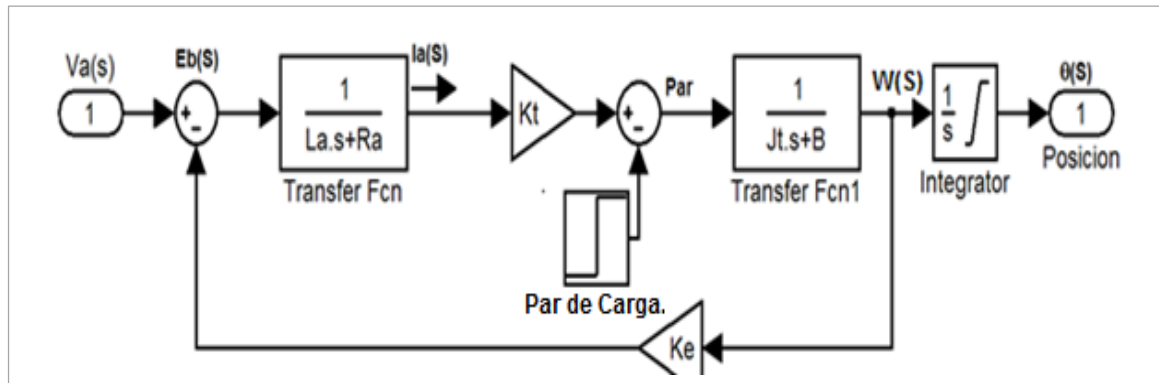 Va(s)
1
Eb(S)
+
-
1
La.s+Ra
Transfer Fcn
Ia(S)
Kt
+
-
Par
Par de Carga.
1
Jt.s+B
Transfer Fcn1
W(S)
1
s
Integrator
θ(S)
1
Posicion
Ke